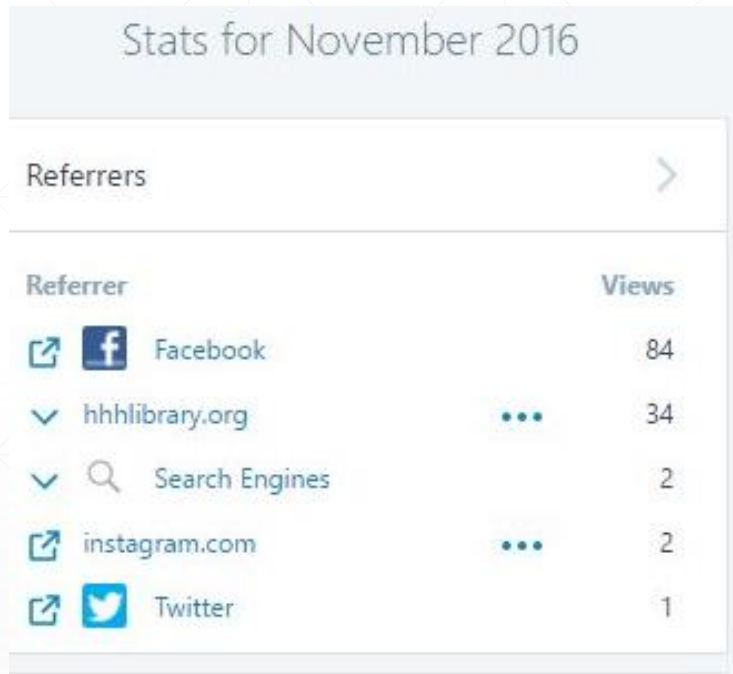 Stats for November 2016
Referrers
Referrer Views
Facebook 84
hhhlibrary.org 34
Search Engines 2
instagram.com 2
Twitter 1